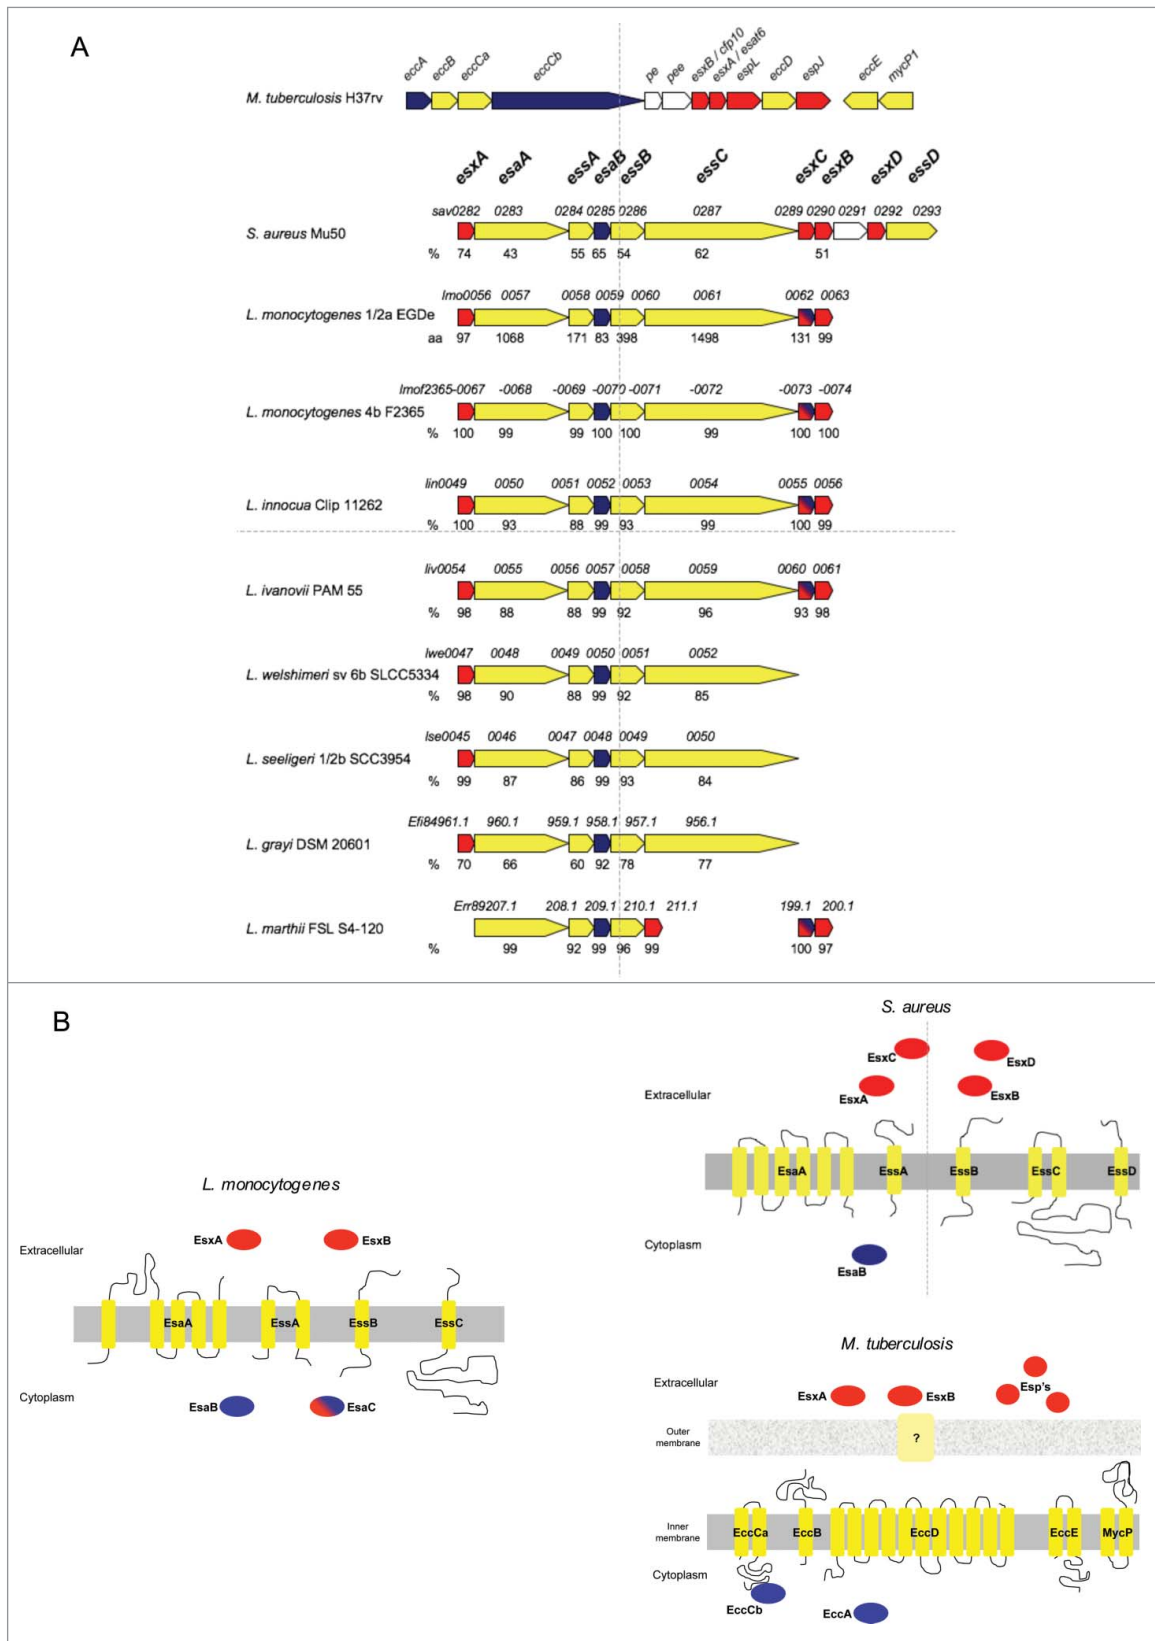 A
eccA eccB eccCa eccCb pe pee esxB / cfp10 esxA / esat6 espL eccD espJ eccE mycP1
M. tuberculosis H37rv
esxA esaA essA esaB essB essC esxC esxB esxD essD
sav0282 0283 0284 0285 0286 0287 0289 0290 0291 0292 0293
S. aureus Mu50
% 74 43 55 65 54 62 51
lmo0056 0057 0058 0059 0060 0061 0062 0063
L. monocytogenes 1/2a EGDe
aa 97 1068 171 83 398 1498 131 99
lmof2365-0067 -0068 -0069 -0070 -0071 -0072 -0073 -0074
L. monocytogenes 4b F2365
% 100 99 99 100 100 99 100 100
lin0049 0050 0051 0052 0053 0054 0055 0056
L. innocua Clip 11262
% 100 93 88 99 93 99 100 99
liv0054 0055 0056 0057 0058 0059 0060 0061
L. ivanovii PAM 55
% 98 88 88 99 92 96 93 98
lwe0047 0048 0049 0050 0051 0052
L. welshimeri sv 6b SLCC5334
% 98 90 88 99 92 85
lse0045 0046 0047 0048 0049 0050
L. seeligeri 1/2b SCC3954
% 99 87 86 99 93 84
Efi84961.1 960.1 959.1 958.1 957.1 956.1
L. grayi DSM 20601
% 70 66 60 92 78 77
Err89207.1 208.1 209.1 210.1 211.1 199.1 200.1
L. marthii FSL S4-120
% 99 92 99 96 99 100 97
B
L. monocytogenes
EsxA EsxB
Extracellular
EsaA EssA EssB EssC
Cytoplasm
EsaB EsaC
S. aureus
EsxC EsxD
Extracellular
EsxA EsxB
EsaA EssA EssB EssC EssD
Cytoplasm
EsaB
M. tuberculosis
Extracellular
EsxA EsxB Esp's
Outer
membrane
?
Inner
membrane
EccCa EccB EccD EccE MycP
Cytoplasm
EccCb EccA